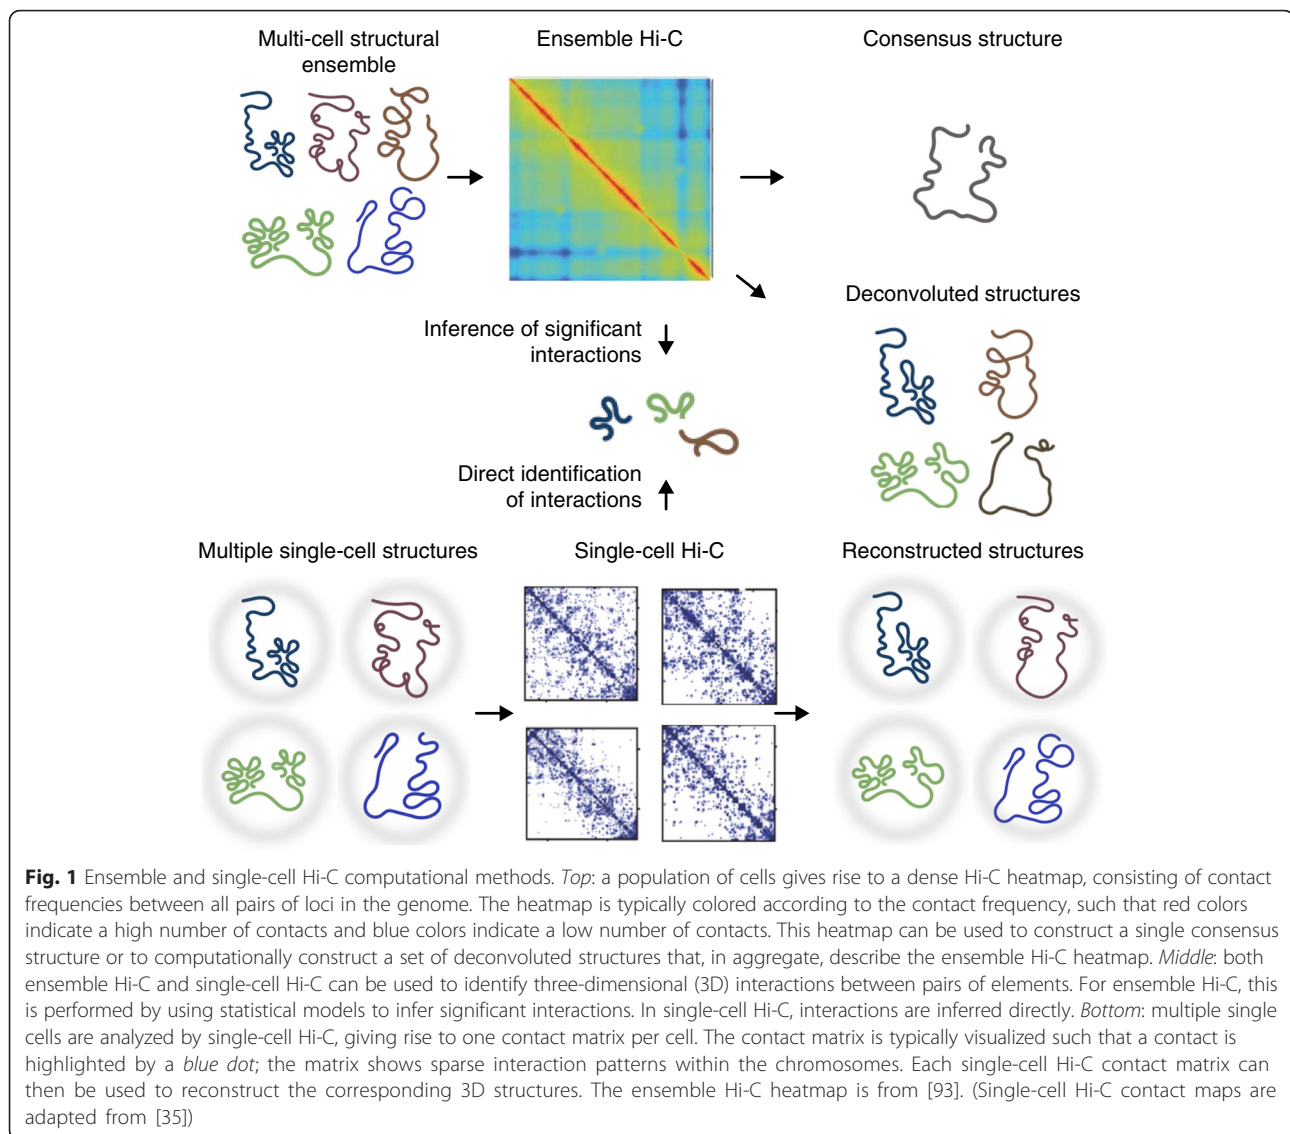 Multi-cell structural
ensemble
Ensemble Hi-C
Consensus structure
Deconvoluted structures
Inference of significant
interactions
Direct identification
of interactions
Multiple single-cell structures
Single-cell Hi-C
Reconstructed structures
Fig. 1 Ensemble and single-cell Hi-C computational methods. Top: a population of cells gives rise to a dense Hi-C heatmap, consisting of contact
frequencies between all pairs of loci in the genome. The heatmap is typically colored according to the contact frequency, such that red colors
indicate a high number of contacts and blue colors indicate a low number of contacts. This heatmap can be used to construct a single consensus
structure or to computationally construct a set of deconvoluted structures that, in aggregate, describe the ensemble Hi-C heatmap. Middle: both
ensemble Hi-C and single-cell Hi-C can be used to identify three-dimensional (3D) interactions between pairs of elements. For ensemble Hi-C, this
is performed by using statistical models to infer significant interactions. In single-cell Hi-C, interactions are inferred directly. Bottom: multiple single
cells are analyzed by single-cell Hi-C, giving rise to one contact matrix per cell. The contact matrix is typically visualized such that a contact is
highlighted by a blue dot; the matrix shows sparse interaction patterns within the chromosomes. Each single-cell Hi-C contact matrix can
then be used to reconstruct the corresponding 3D structures. The ensemble Hi-C heatmap is from [93]. (Single-cell Hi-C contact maps are
adapted from [35])